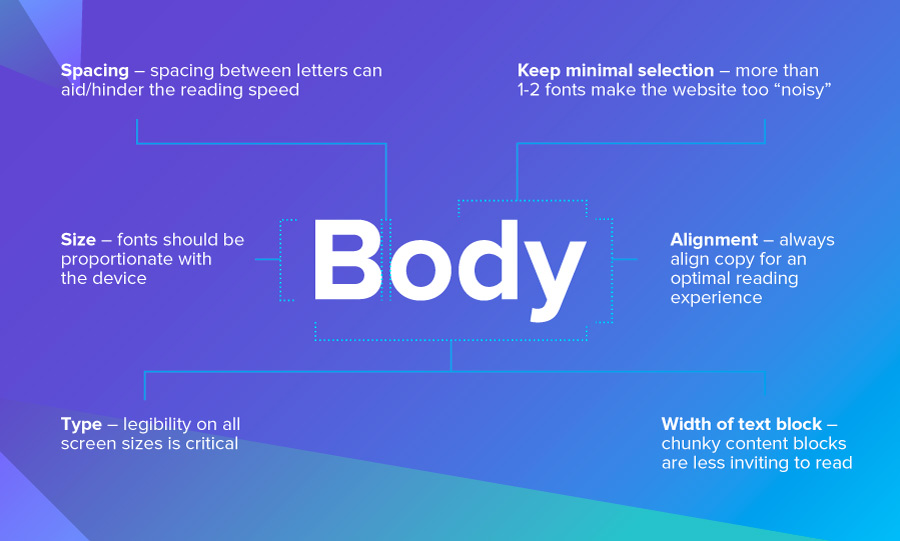 Spacing – spacing between letters can
aid/hinder the reading speed
Keep minimal selection – more than
1-2 fonts make the website too “noisy”
Size – fonts should be
proportionate with
the device
Body
Alignment – always
align copy for an
optimal reading
experience
Type – legibility on all
screen sizes is critical
Width of text block –
chunky content blocks
are less inviting to read